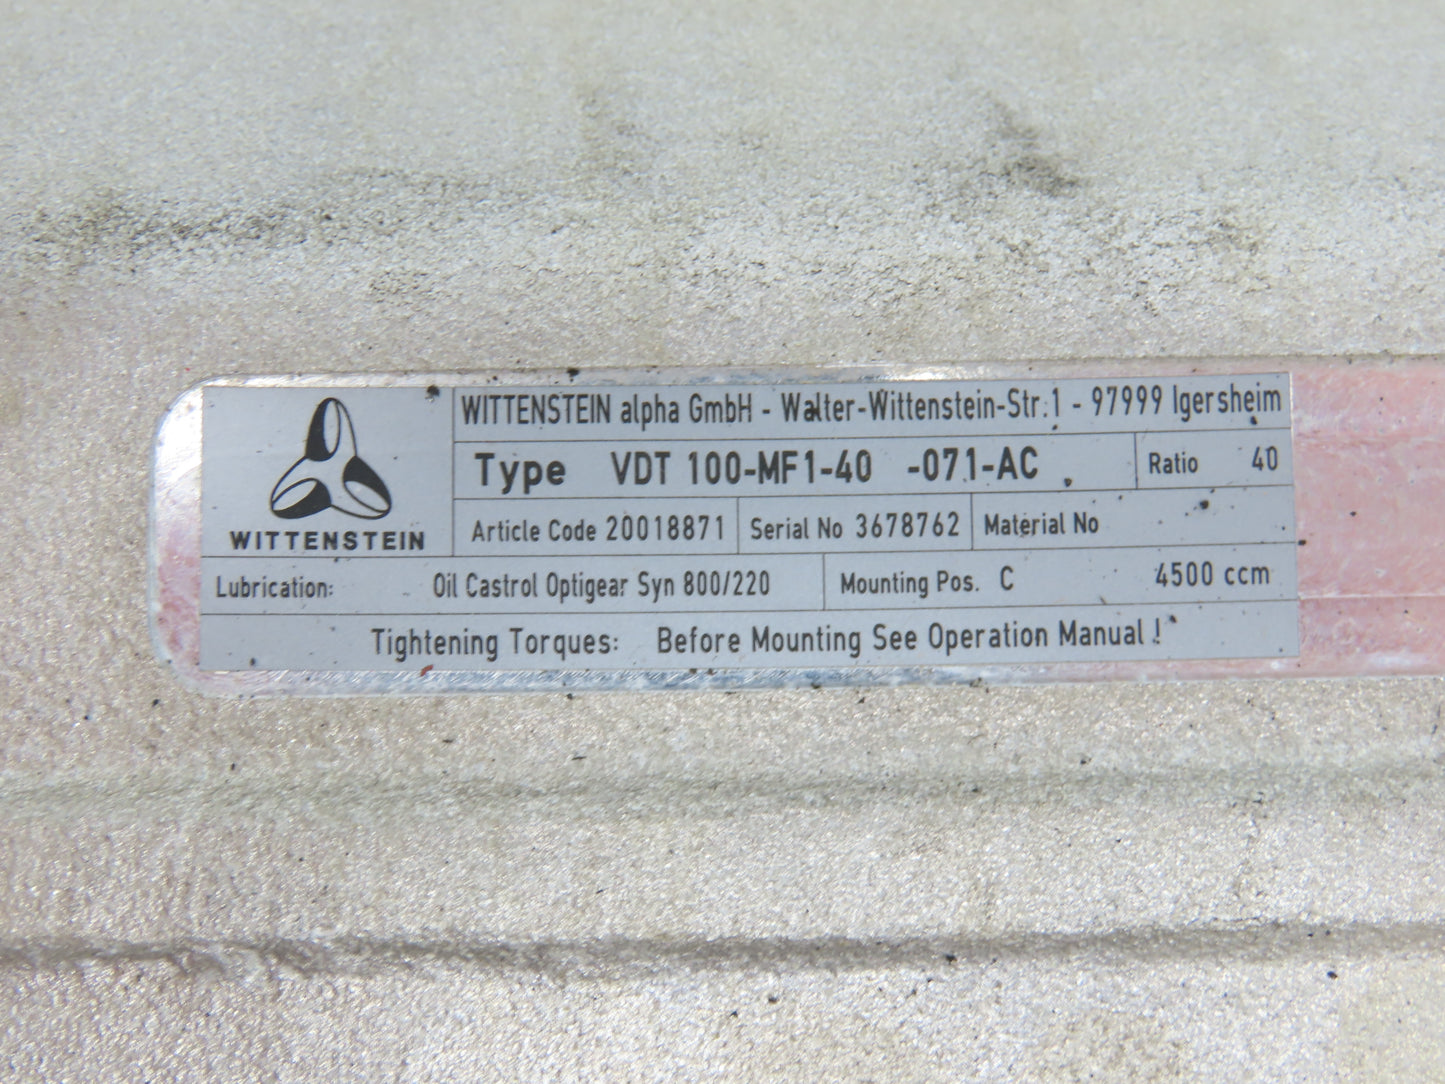 WITTENSTEIN alpha GmbH - Walter-Wittenstein-Str.1 - 97999 Igersheim
Type VDT 100-MF1-40 -071-AC Ratio 40
WITTENSTEIN
Article Code 20018871 Serial No 3678762 Material No
Lubrication: Oil Castrol Optigear Syn 800/220 Mounting Pos. C 4500 ccm
Tightening Torques: Before Mounting See Operation Manual !